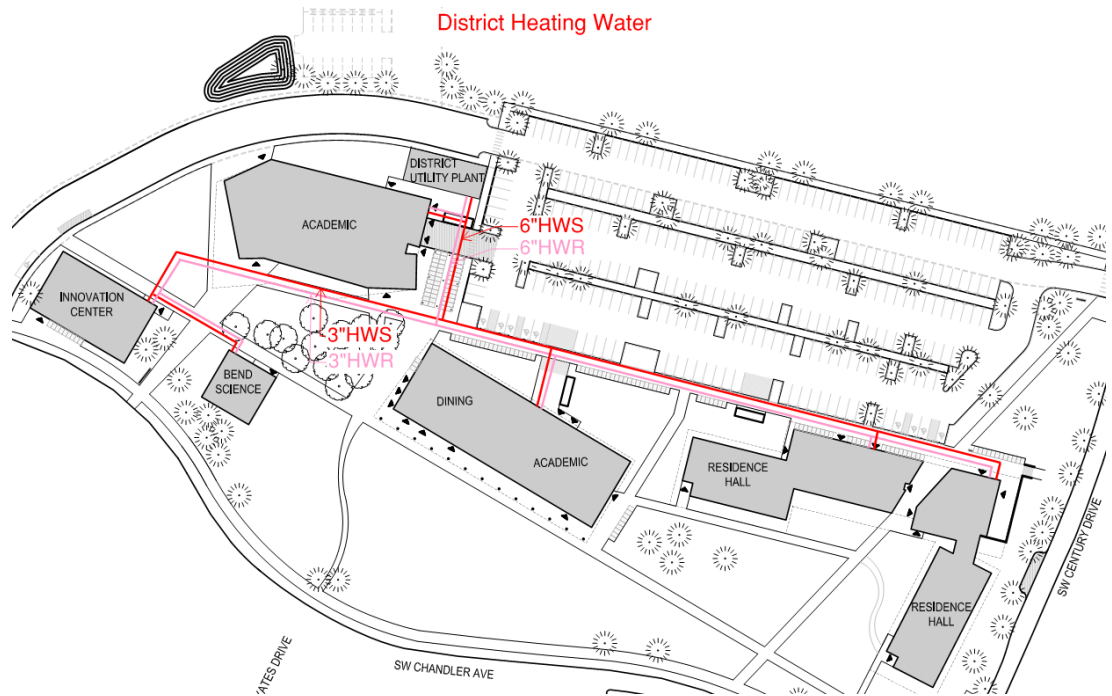 District Heating Water
DISTRICT
UTILITY PLANT
ACADEMIC
6"HWS
6"HWR
INNOVATION
CENTER
3"HWS
3"HWR
BEND
SCIENCE
DINING
ACADEMIC
RESIDENCE
HALL
RESIDENCE
HALL
SW CENTURY DRIVE
SW CHANDLER AVE
YATES DRIVE